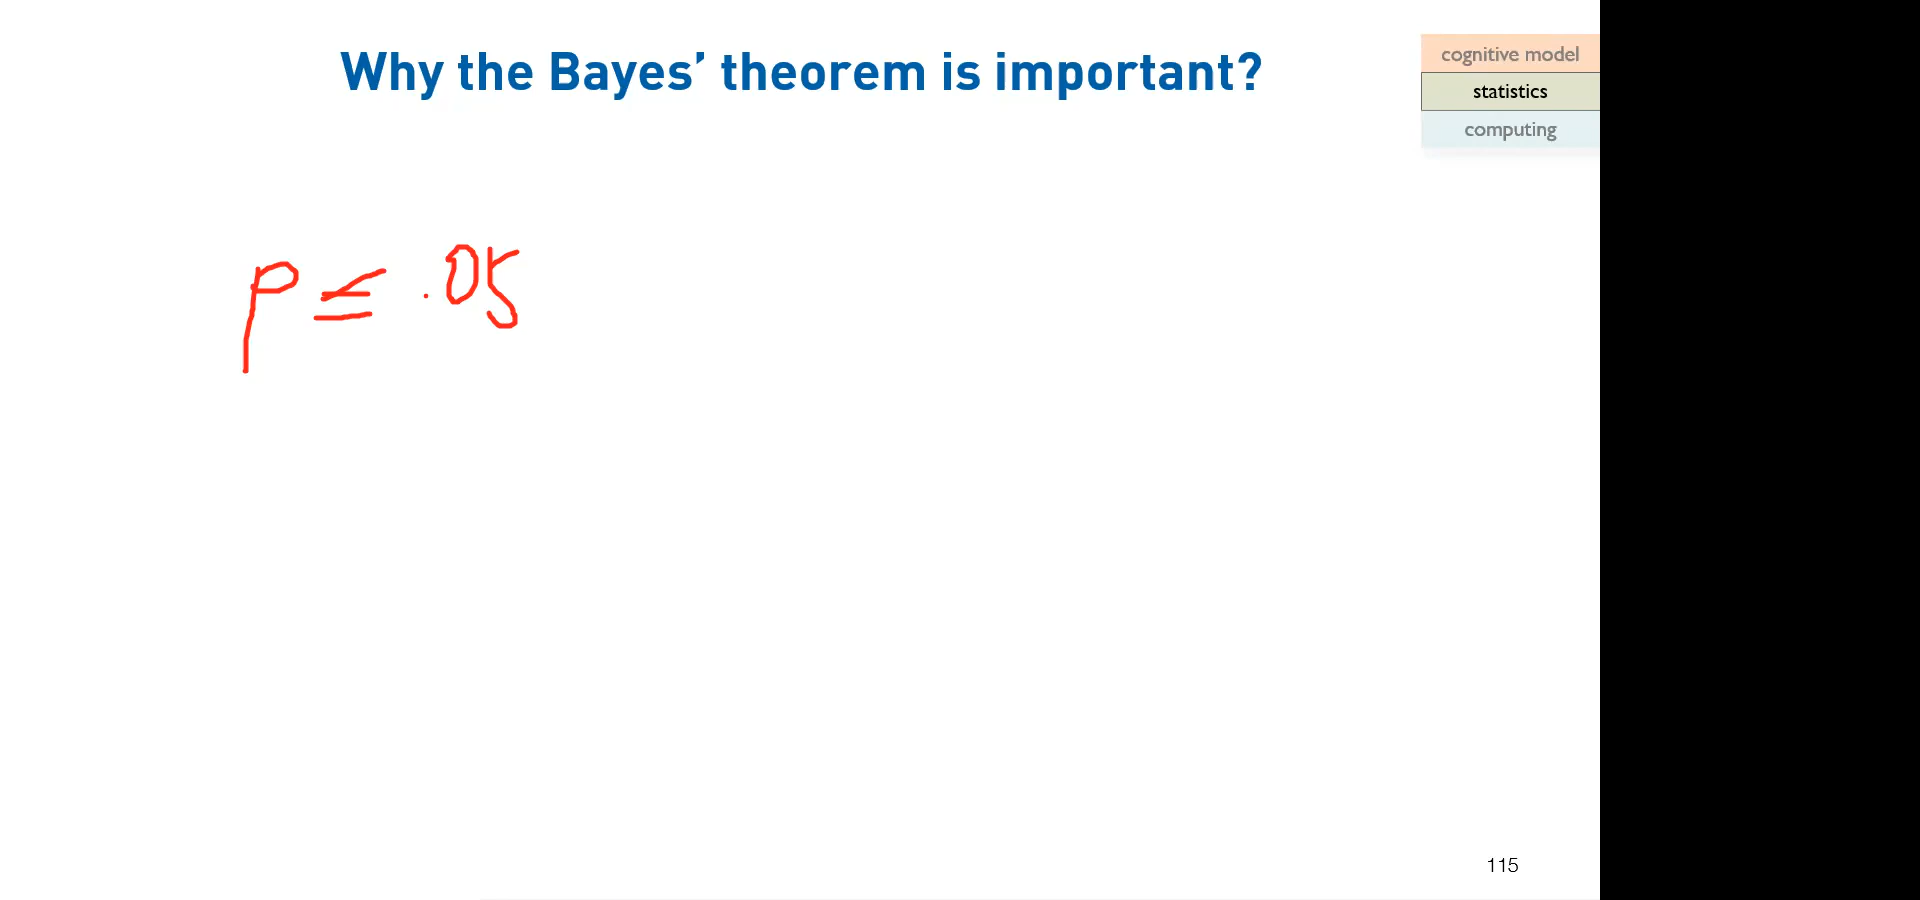 Why the Bayes’ theorem is important?
cognitive model
statistics
computing
p ≤ .05
115